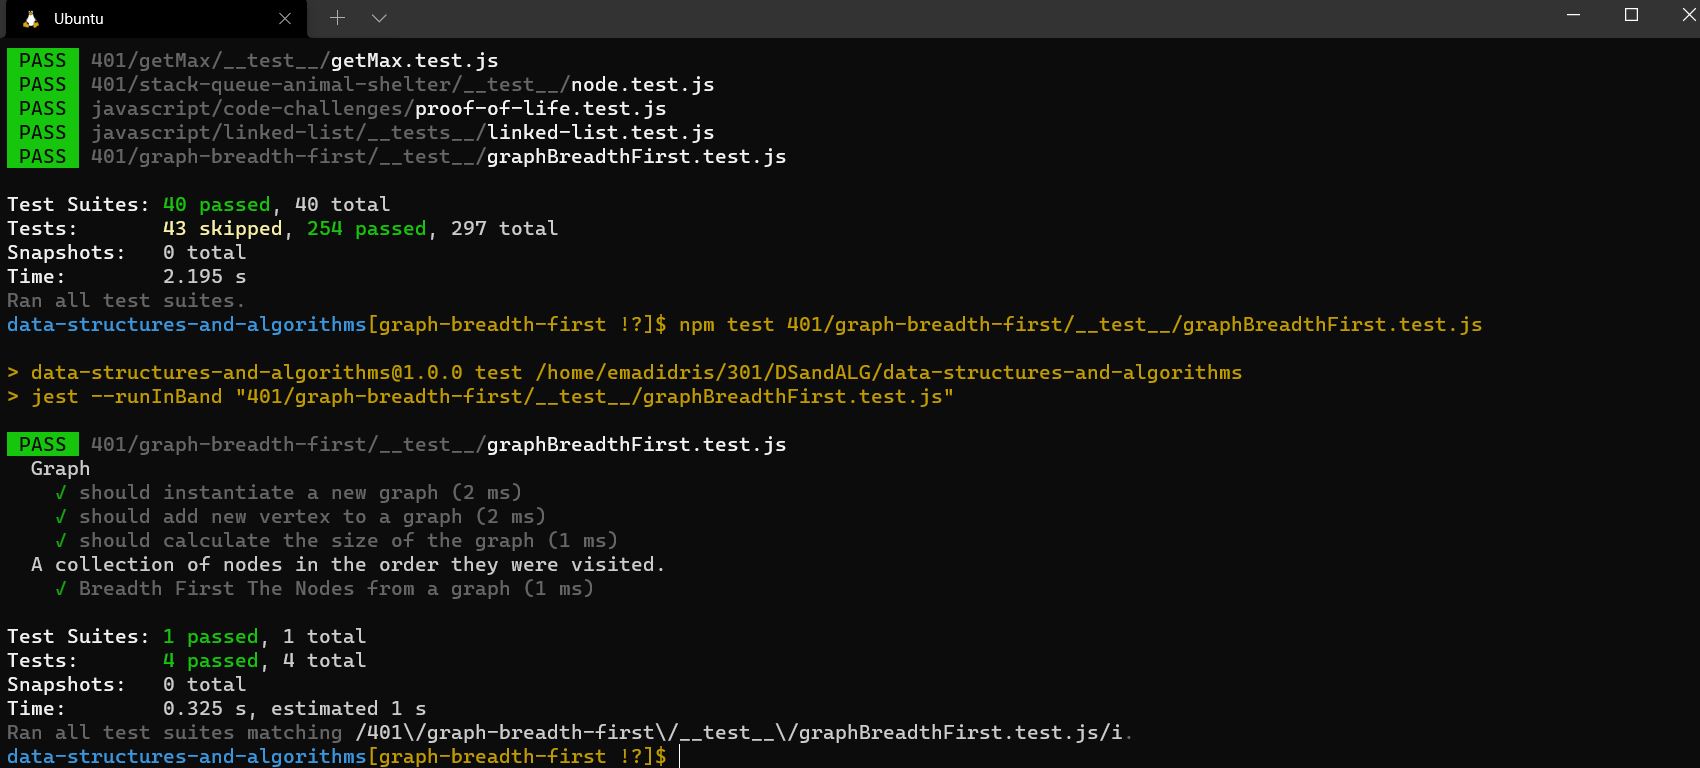 Ubuntu
PASS 401/getMax/__test__/getMax.test.js
PASS 401/stack-queue-animal-shelter/__test__/node.test.js
PASS javascript/code-challenges/proof-of-life.test.js
PASS javascript/linked-list/__tests__/linked-list.test.js
PASS 401/graph-breadth-first/__test__/graphBreadthFirst.test.js
Test Suites: 40 passed, 40 total
Tests: 43 skipped, 254 passed, 297 total
Snapshots: 0 total
Time: 2.195 s
Ran all test suites.
data-structures-and-algorithms[graph-breadth-first !?]$ npm test 401/graph-breadth-first/__test__/graphBreadthFirst.test.js
> data-structures-and-algorithms@1.0.0 test /home/emadidris/301/DSandALG/data-structures-and-algorithms
> jest --runInBand "401/graph-breadth-first/__test__/graphBreadthFirst.test.js"
PASS 401/graph-breadth-first/__test__/graphBreadthFirst.test.js
Graph
√ should instantiate a new graph (2 ms)
√ should add new vertex to a graph (2 ms)
√ should calculate the size of the graph (1 ms)
A collection of nodes in the order they were visited.
√ Breadth First The Nodes from a graph (1 ms)
Test Suites: 1 passed, 1 total
Tests: 4 passed, 4 total
Snapshots: 0 total
Time: 0.325 s, estimated 1 s
Ran all test suites matching /401\/graph-breadth-first\/__test__\/graphBreadthFirst.test.js/i.
data-structures-and-algorithms[graph-breadth-first !?]$